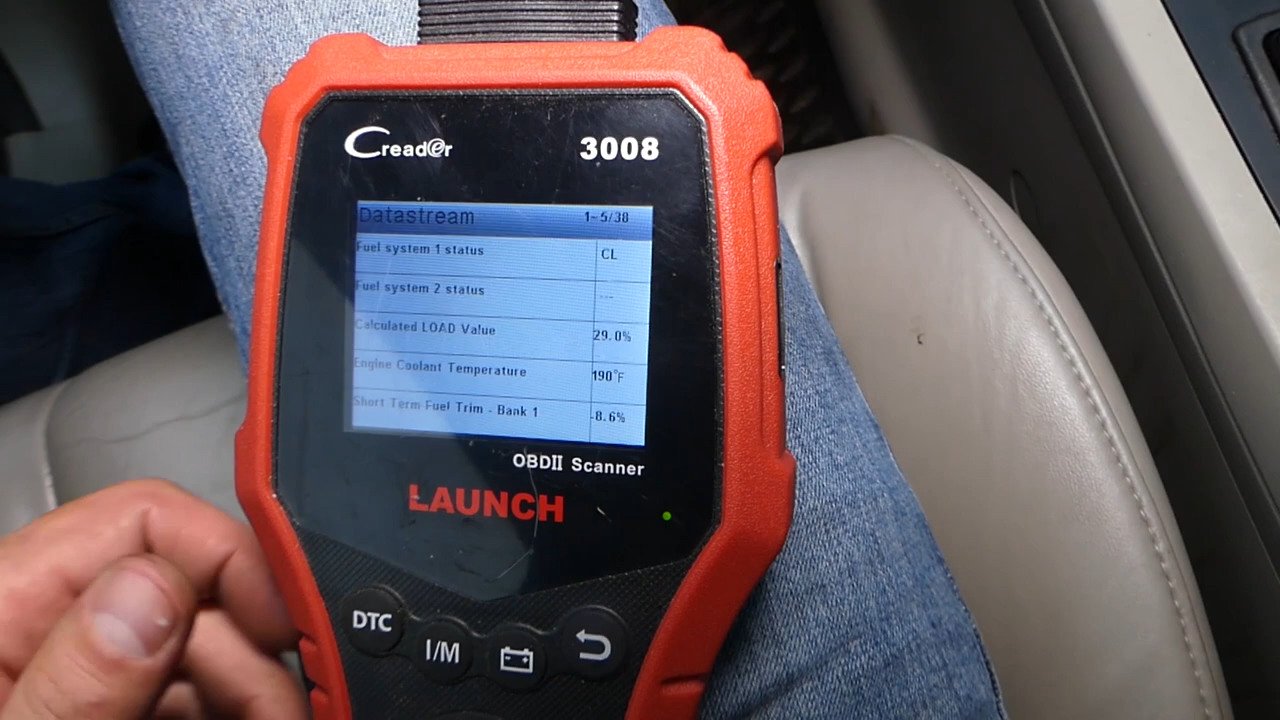 Cread@r 3008
Datastream 1-5/38
Fuel system 1 status CL
Fuel system 2 status ---
Calculated LOAD Value 29.0%
Engine Coolant Temperature 190°F
Short Term Fuel Trim - Bank 1 -8.6%
OBDII Scanner
LAUNCH
DTC
I/M